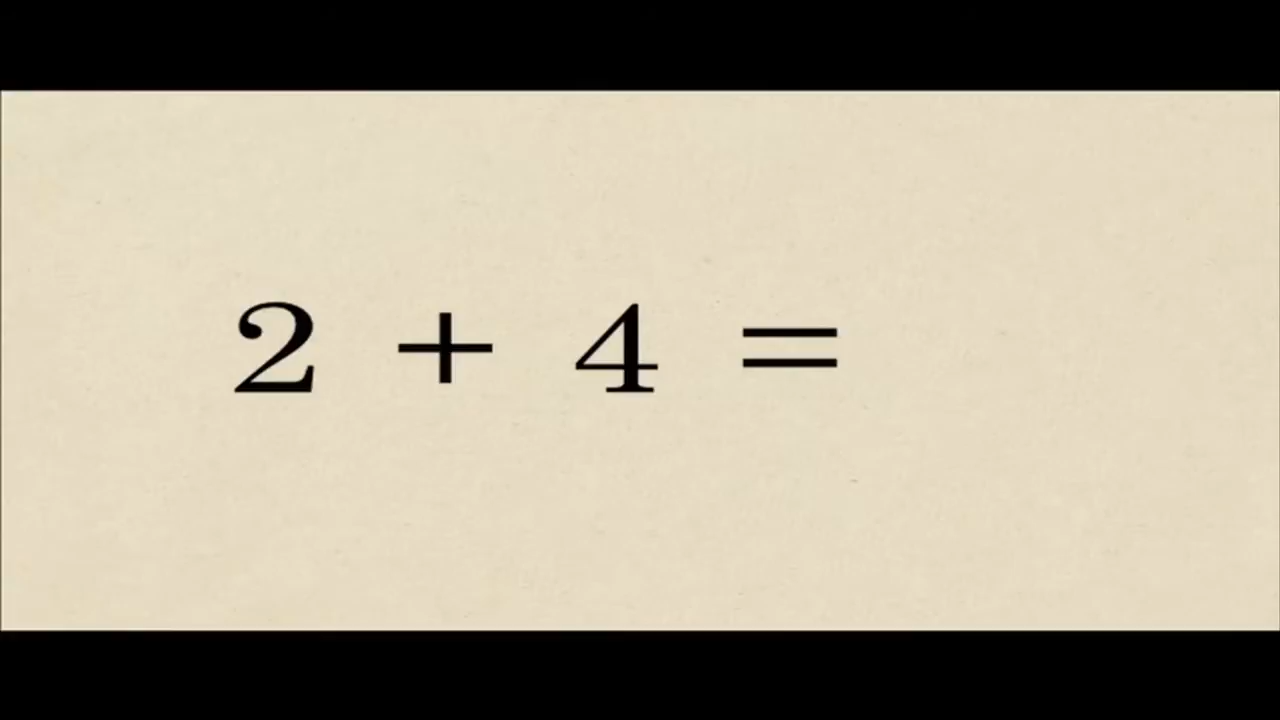 2 + 4 =